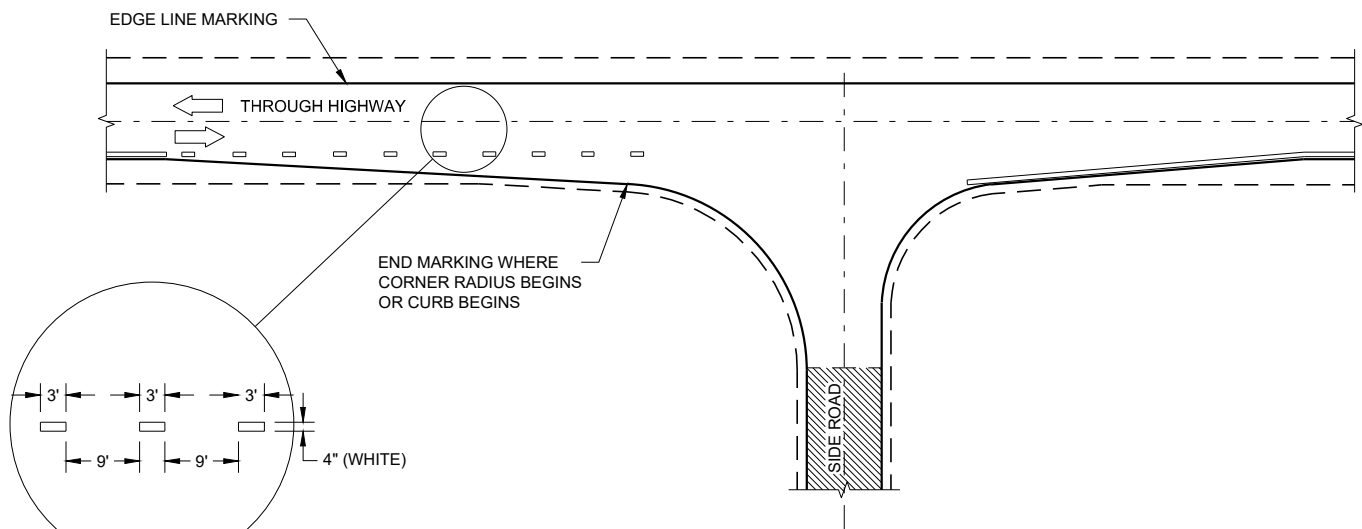 EDGE LINE MARKING
THROUGH HIGHWAY
END MARKING WHERE
CORNER RADIUS BEGINS
OR CURB BEGINS
3' 3' 3'
9' 9'
4" (WHITE)
SIDE ROAD